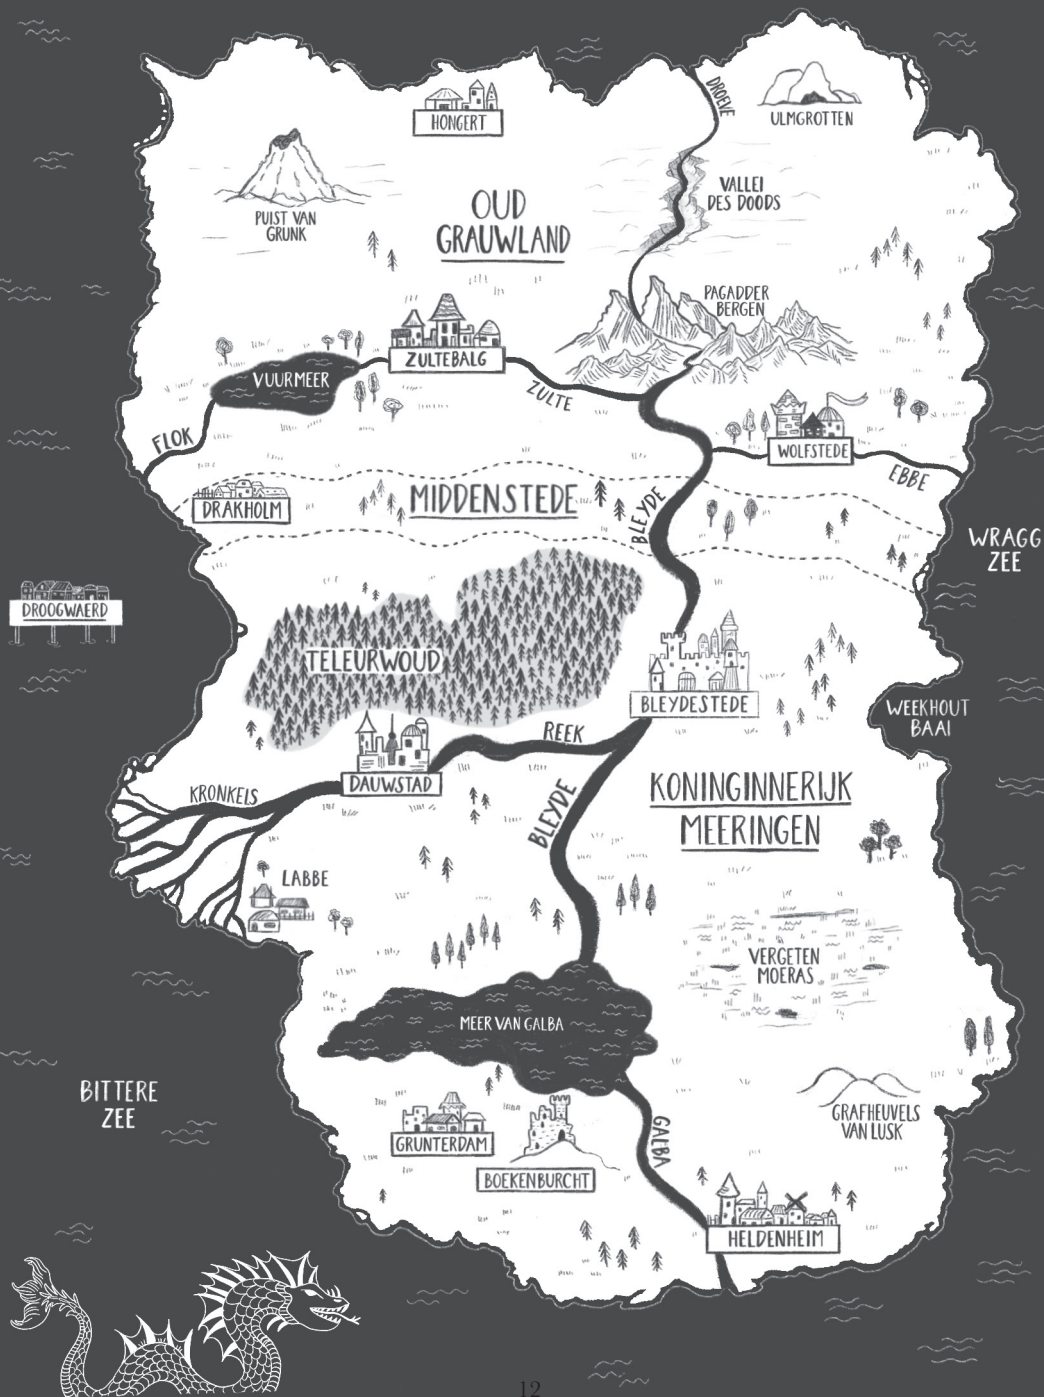 DROEVE
ULMGROTTEN
HONGERT
VALLEI
DES DOODS
OUD
GRAUWLAND
PUIST VAN
GRUNK
PAGADDER
BERGEN
ZULTEBALG
VUURMEER
ZULTE
FLOK
WOLFSTEDE
EBBE
DRAKHOLM
MIDDENSTEDE
BLEYDE
WRAGG
ZEE
DROOGWAERD
TELEURWOUD
BLEYDESTEDE
WEEKHOUT
BAAI
REEK
DAUWSTAD
KRONKELS
KONINGINNERIJK
MEERINGEN
BLEYDE
LABBE
VERGETEN
MOERAS
MEER VAN GALBA
BITTERE
ZEE
GRAFHEUVELS
VAN LUSK
GRUNTERDAM
GALBA
BOEKENBURCHT
HELDENHEIM
12